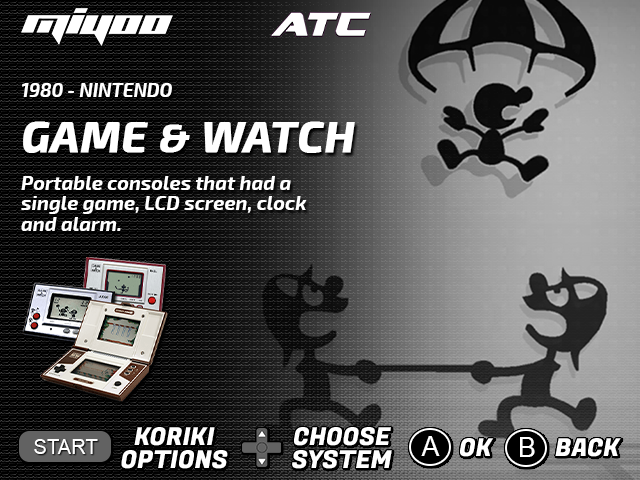 miyoo
ATC
1980 - NINTENDO
GAME & WATCH
Portable consoles that had a
single game, LCD screen, clock
and alarm.
START
KORIKI
OPTIONS
CHOOSE
SYSTEM
A
OK
B
BACK